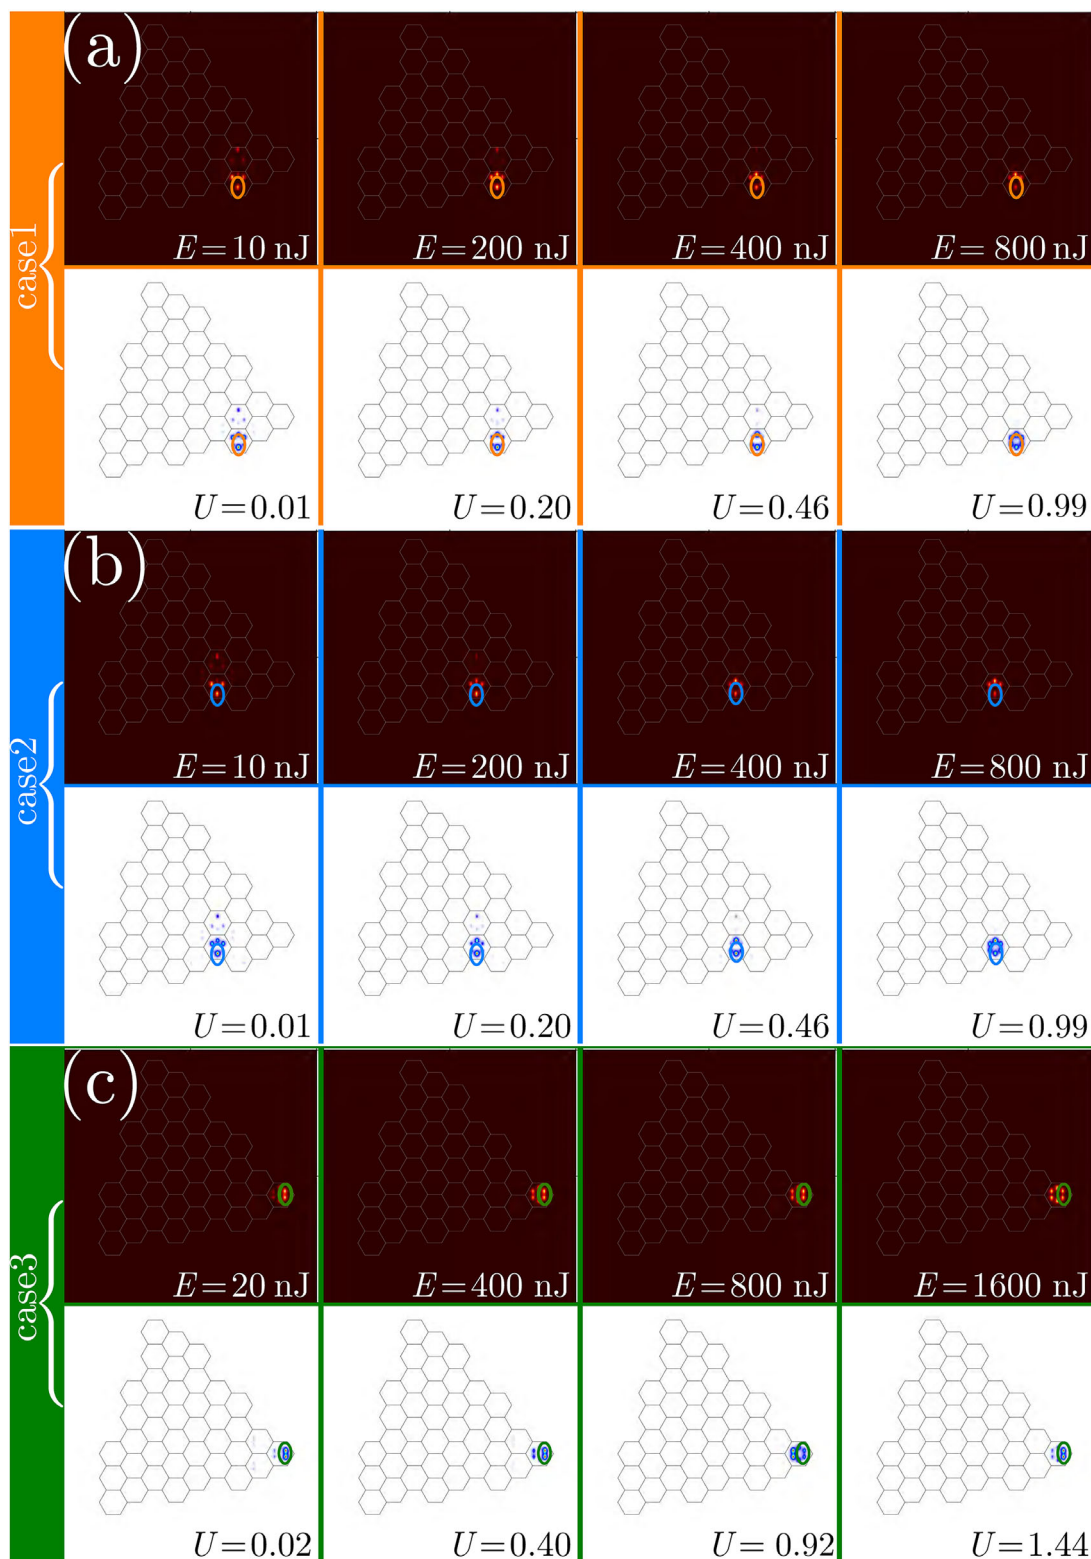 (a)
case1
E=10 nJ
E=200 nJ
E=400 nJ
E=800 nJ
U=0.01
U=0.20
U=0.46
U=0.99
(b)
case2
E=10 nJ
E=200 nJ
E=400 nJ
E=800 nJ
U=0.01
U=0.20
U=0.46
U=0.99
(c)
case3
E=20 nJ
E=400 nJ
E=800 nJ
E=1600 nJ
U=0.02
U=0.40
U=0.92
U=1.44